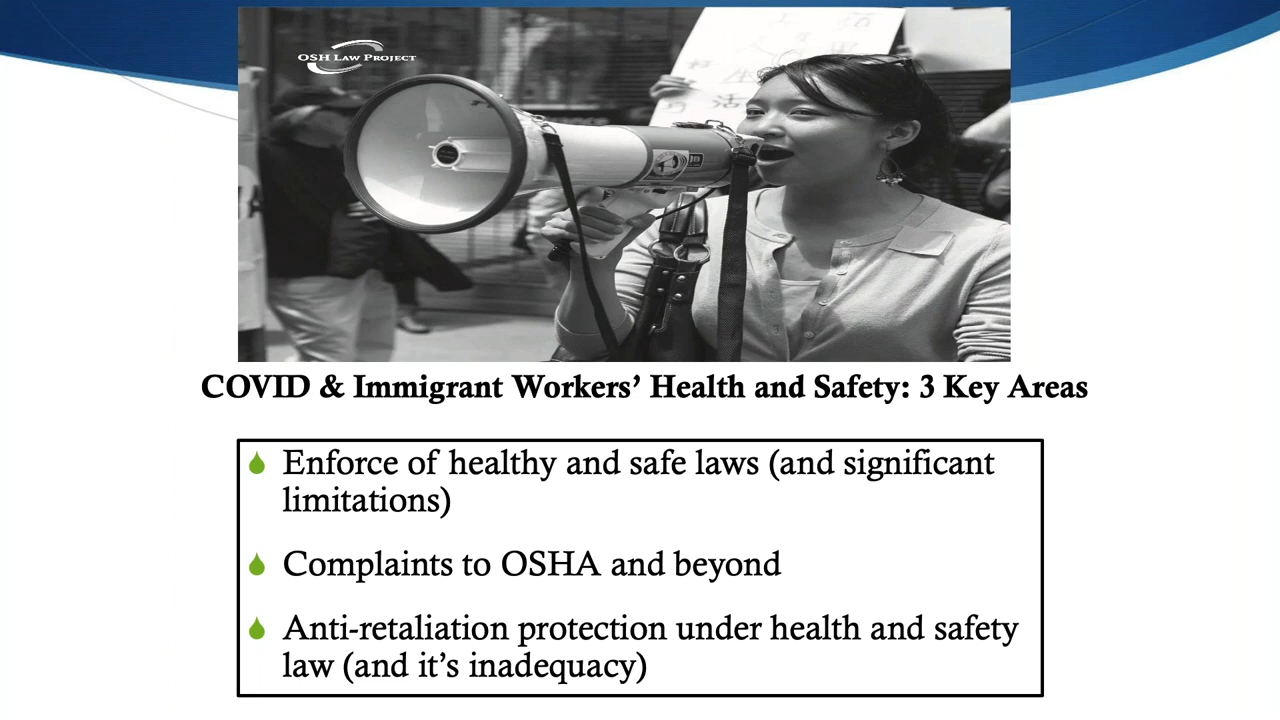 OSH LAW PROJECT
活
COVID & Immigrant Workers’ Health and Safety: 3 Key Areas
Enforce of healthy and safe laws (and significant
limitations)
Complaints to OSHA and beyond
Anti-retaliation protection under health and safety
law (and it’s inadequacy)